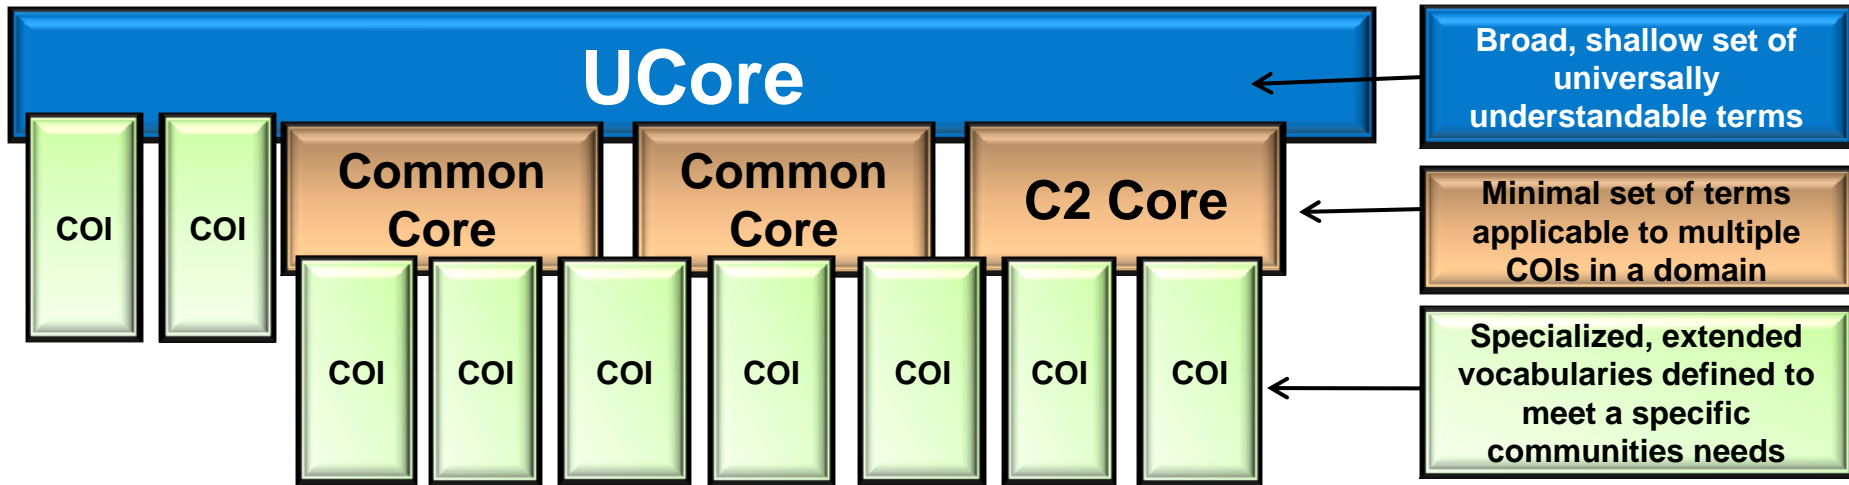 UCore
Broad, shallow set of
universally
understandable terms
COI
COI
Common
Core
Common
Core
C2 Core
Minimal set of terms
applicable to multiple
COIs in a domain
COI
COI
COI
COI
COI
COI
COI
Specialized, extended
vocabularies defined to
meet a specific
communities needs